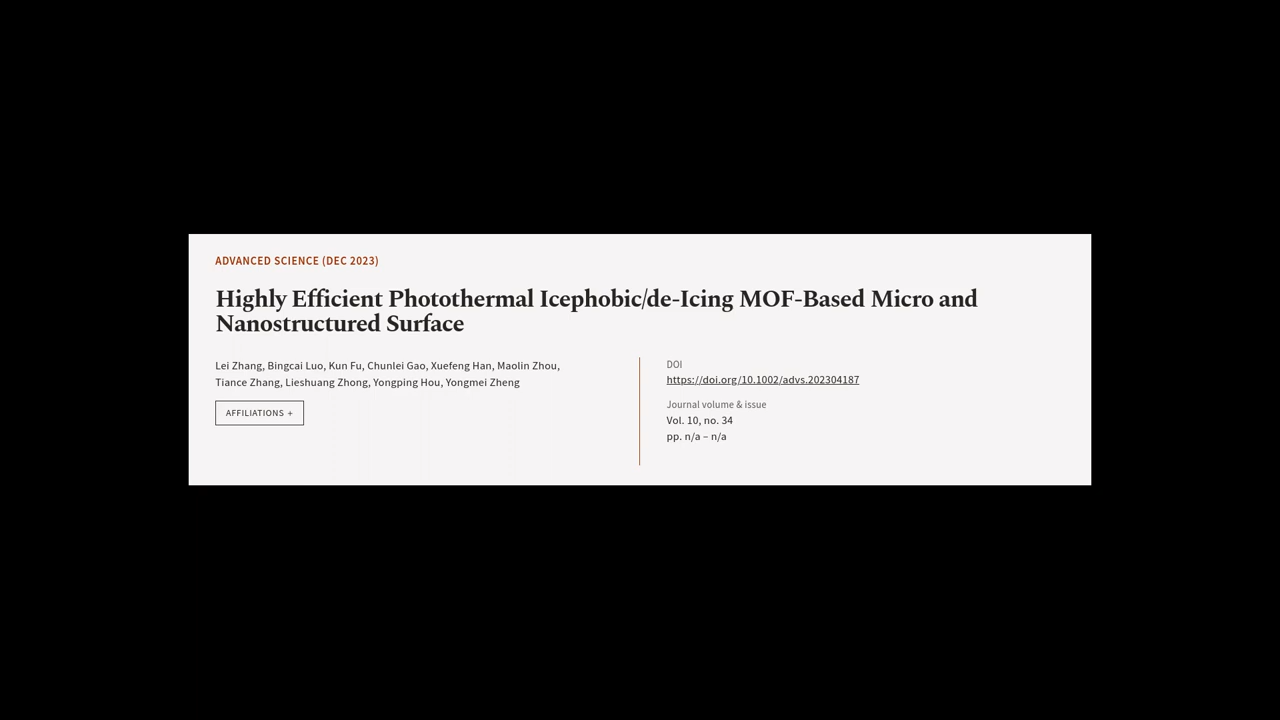 ADVANCED SCIENCE (DEC 2023)
Highly Efficient Photothermal Icephobic/de-Icing MOF-Based Micro and
Nanostructured Surface
Lei Zhang, Bingcai Luo, Kun Fu, Chunlei Gao, Xuefeng Han, Maolin Zhou,
Tiance Zhang, Lieshuang Zhong, Yongping Hou, Yongmei Zheng
AFFILIATIONS +
DOI
https://doi.org/10.1002/advs.202304187
Journal volume & issue
Vol. 10, no. 34
pp. n/a – n/a